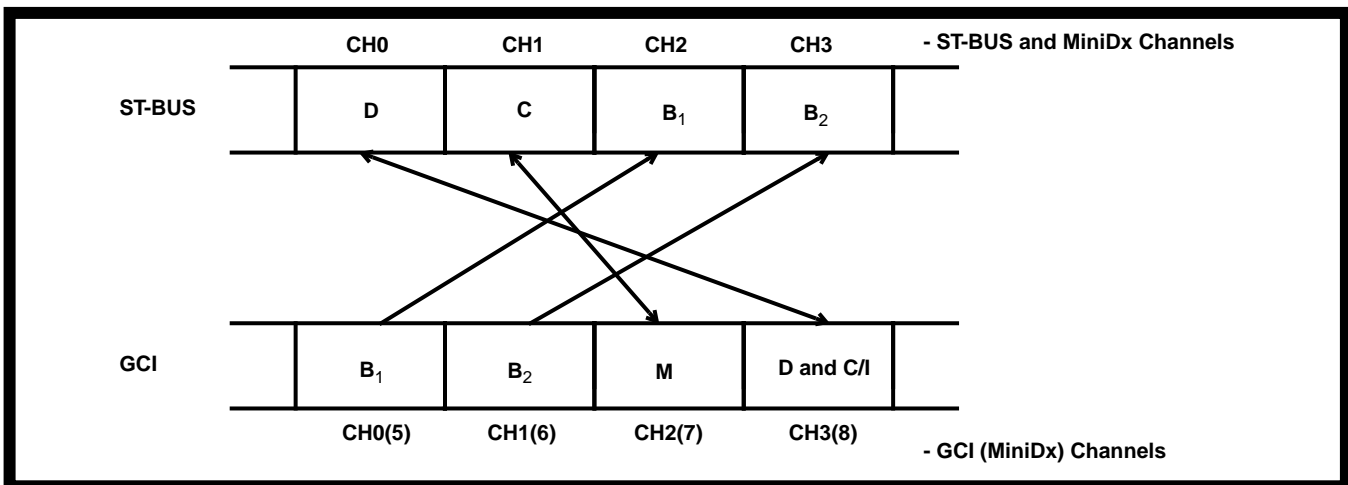 CH0 CH1 CH2 CH3 - ST-BUS and MiniDx Channels
ST-BUS D C B₁ B₂
GCI B₁ B₂ M D and C/I
CH0(5) CH1(6) CH2(7) CH3(8)
- GCI (MiniDx) Channels